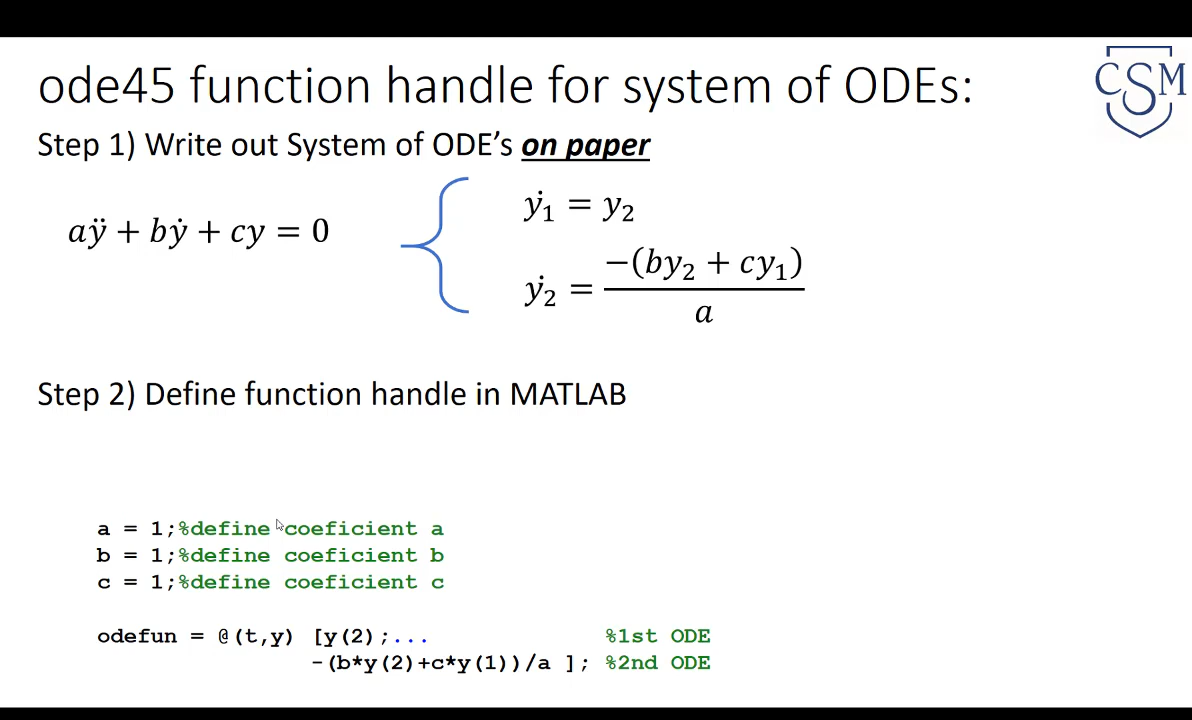 ode45 function handle for system of ODEs:
CSM
Step 1) Write out System of ODE’s on paper
aÿ + bẏ + cy = 0
ẏ₁ = y₂
ẏ₂ = −(by₂ + cy₁) / a
Step 2) Define function handle in MATLAB
a = 1;%define coeficient a
b = 1;%define coeficient b
c = 1;%define coeficient c
odefun = @(t,y) [y(2);... %1st ODE
-(b*y(2)+c*y(1))/a ]; %2nd ODE